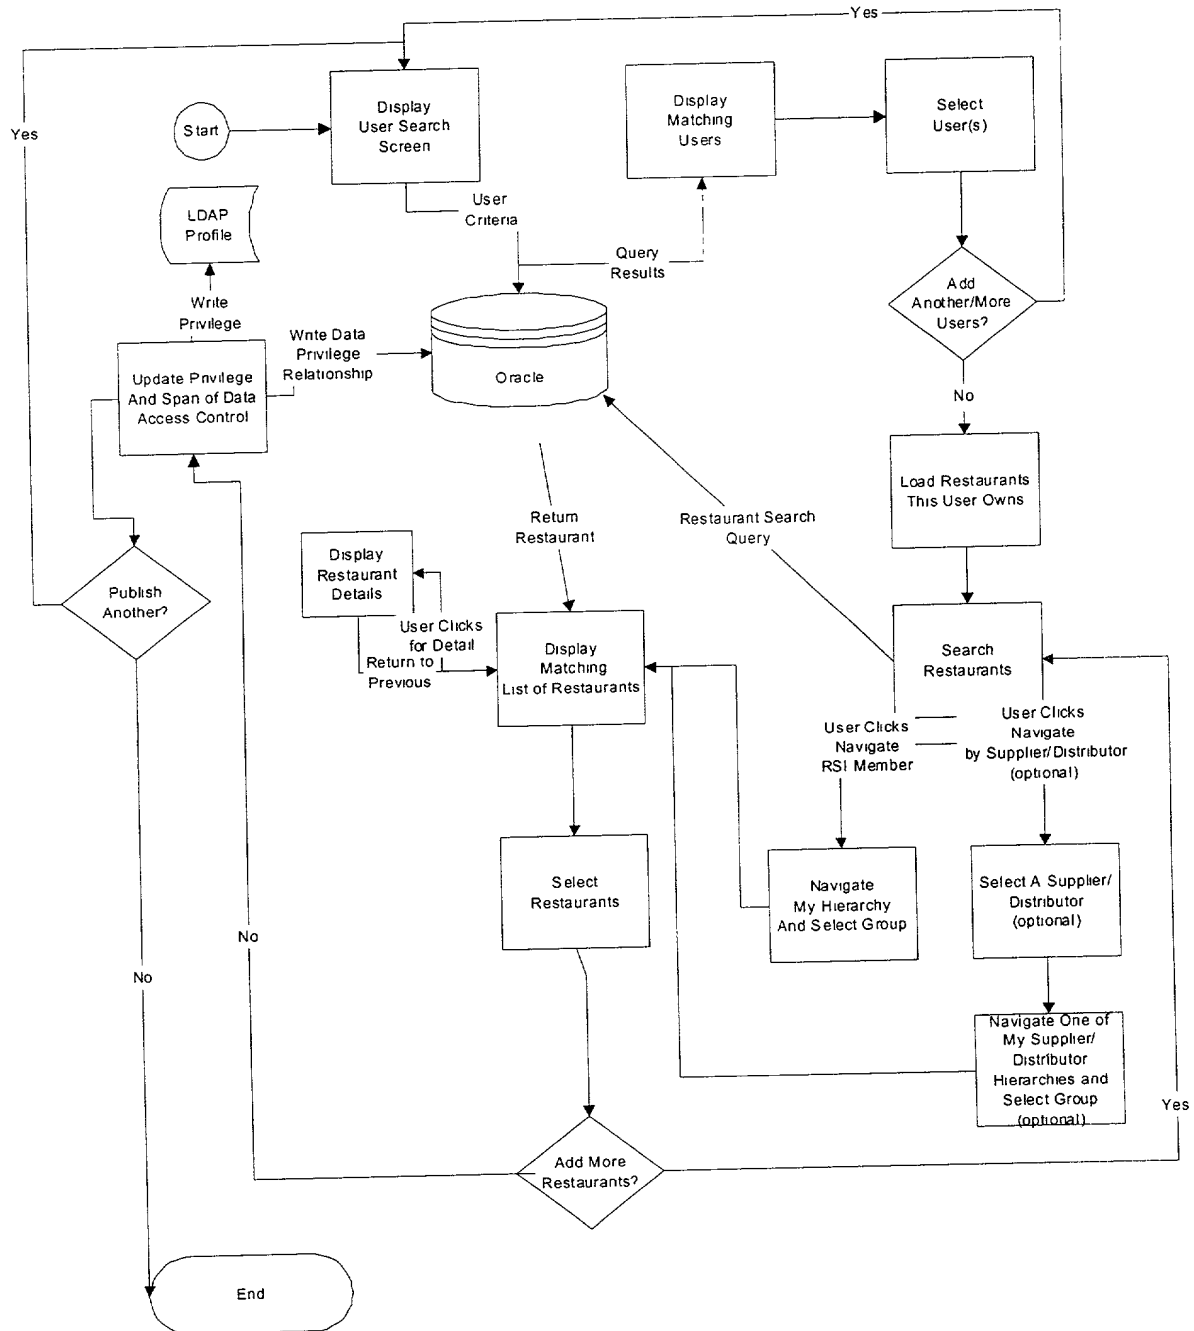 Yes
Yes
Start
Display
User Search
Screen
Display
Matching
Users
Select
User(s)
LDAP
Profile
User
Criteria
Query
Results
Add
Another/More
Users?
Write
Privilege
Write Data
Privilege
Relationship
Oracle
Update Privilege
And Span of Data
Access Control
No
Load Restaurants
This User Owns
Return
Restaurant
Restaurant Search
Query
Display
Restaurant
Details
Publish
Another?
User Clicks
for Detail
Return to
Previous
Display
Matching
List of Restaurants
Search
Restaurants
User Clicks
Navigate
RSI Member
User Clicks
Navigate
by Supplier/Distributor
(optional)
Select
Restaurants
Navigate
My Hierarchy
And Select Group
Select A Supplier/
Distributor
(optional)
No
No
Navigate One of
My Supplier/
Distributor
Hierarchies and
Select Group
(optional)
Yes
Add More
Restaurants?
End